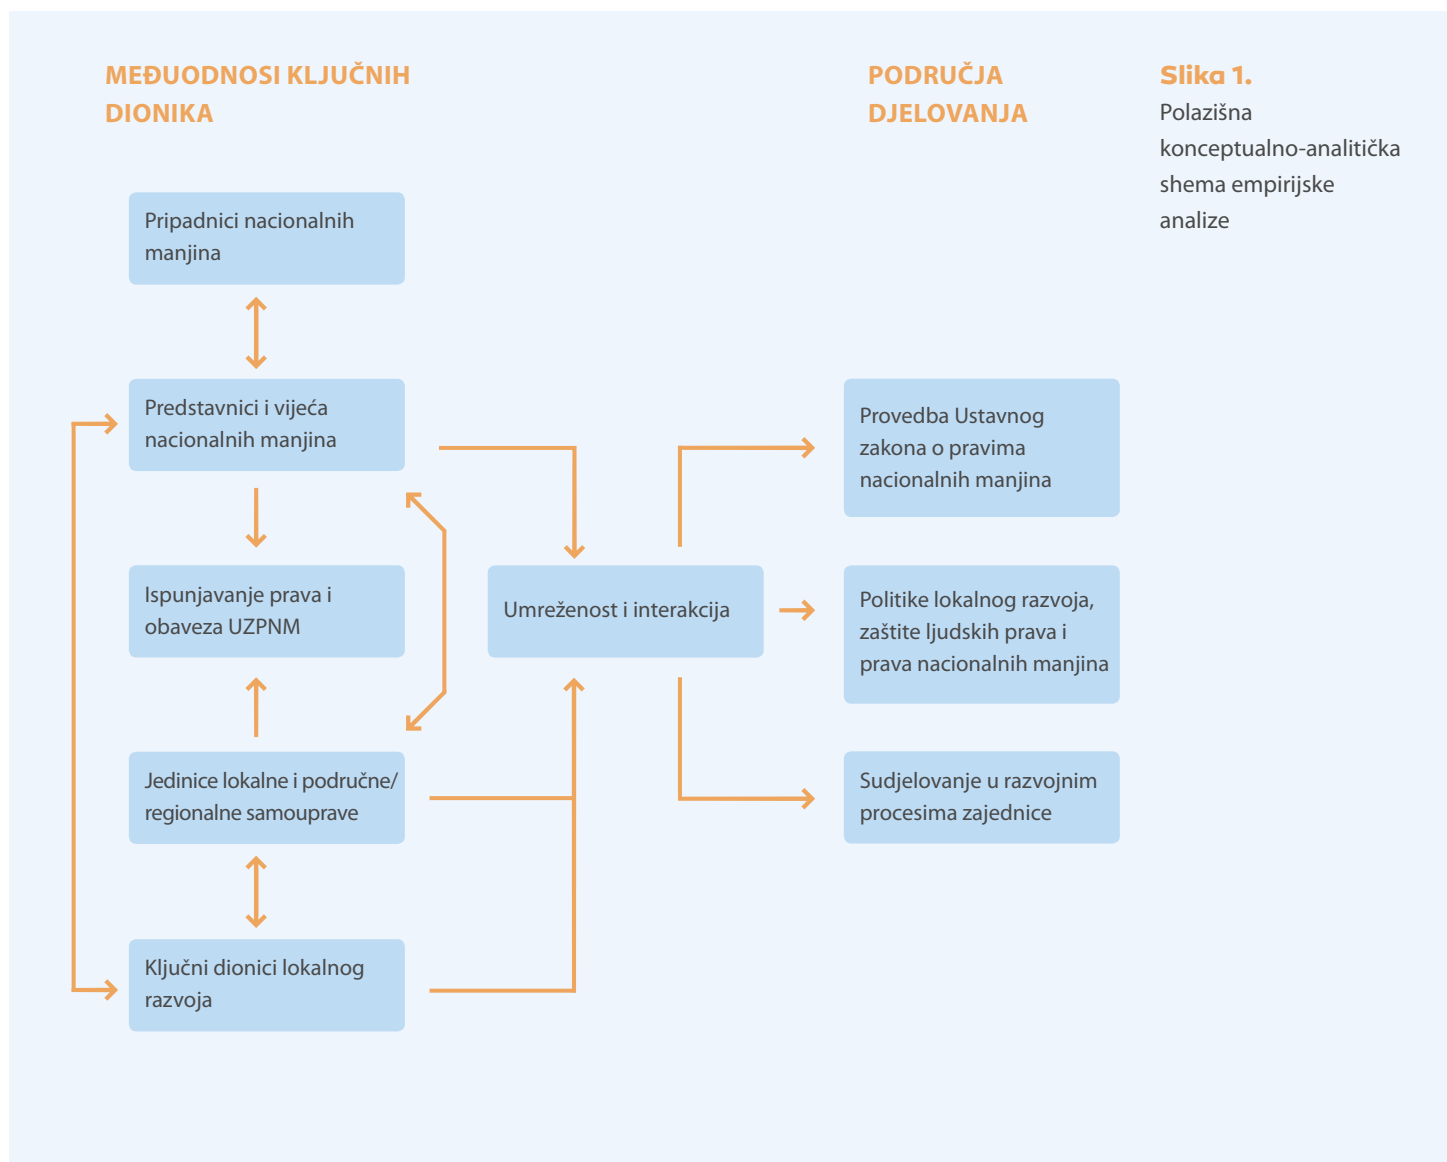 MEĐUODNOSI KLJUČNIH
DIONIKA
PODRUČJA
DJELOVANJA
Slika 1.
Polazišna
konceptualno-analitička
shema empirijske
analize
Pripadnici nacionalnih
manjina
Predstavnici i vijeća
nacionalnih manjina
Ispunjavanje prava i
obaveza UZPNM
Jedinice lokalne i područne/
regionalne samouprave
Ključni dionici lokalnog
razvoja
Umreženost i interakcija
Provedba Ustavnog
zakona o pravima
nacionalnih manjina
Politike lokalnog razvoja,
zaštite ljudskih prava i
prava nacionalnih manjina
Sudjelovanje u razvojnim
procesima zajednice